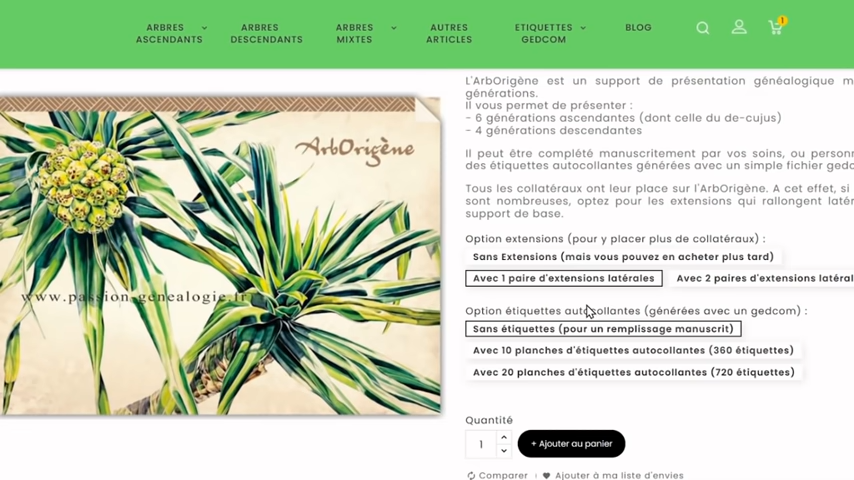 ARBRES
ASCENDANTS
ARBRES
DESCENDANTS
ARBRES
MIXTES
AUTRES
ARTICLES
ETIQUETTES
GEDCOM
BLOG
1
ArbOrigène
www.passion-genealogie.fr
L'ArbOrigène est un support de présentation généalogique m
générations.
Il vous permet de présenter :
- 6 générations ascendantes (dont celle du de-cujus)
- 4 générations descendantes
Il peut être complété manuscritement par vos soins, ou person
des étiquettes autocollantes générées avec un simple fichier gedc
Tous les collatéraux ont leur place sur l'ArbOrigène. A cet effet, si
sont nombreuses, optez pour les extensions qui rallongent latér
support de base.
Option extensions (pour y placer plus de collatéraux) :
Sans Extensions (mais vous pouvez en acheter plus tard)
Avec 1 paire d'extensions latérales
Avec 2 paires d'extensions latéral
Option étiquettes autocollantes (générées avec un gedcom) :
Sans étiquettes (pour un remplissage manuscrit)
Avec 10 planches d'étiquettes autocollantes (360 étiquettes)
Avec 20 planches d'étiquettes autocollantes (720 étiquettes)
Quantité
1
+ Ajouter au panier
Comparer
Ajouter à ma liste d'envies